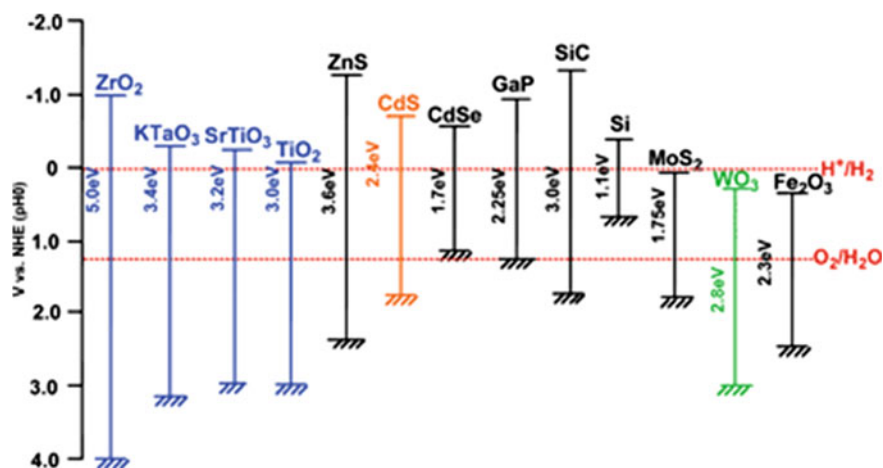 V vs. NHE (pH0)
-2.0
-1.0
0
1.0
2.0
3.0
4.0
ZrO₂
5.0eV
KTaO₃
3.4eV
SrTiO₃
3.2eV
TiO₂
3.0eV
ZnS
3.6eV
CdS
2.4eV
CdSe
1.7eV
GaP
2.25eV
SiC
3.0eV
Si
1.1eV
MoS₂
1.75eV
WO₃
2.8eV
Fe₂O₃
2.3eV
H⁺/H₂
O₂/H₂O